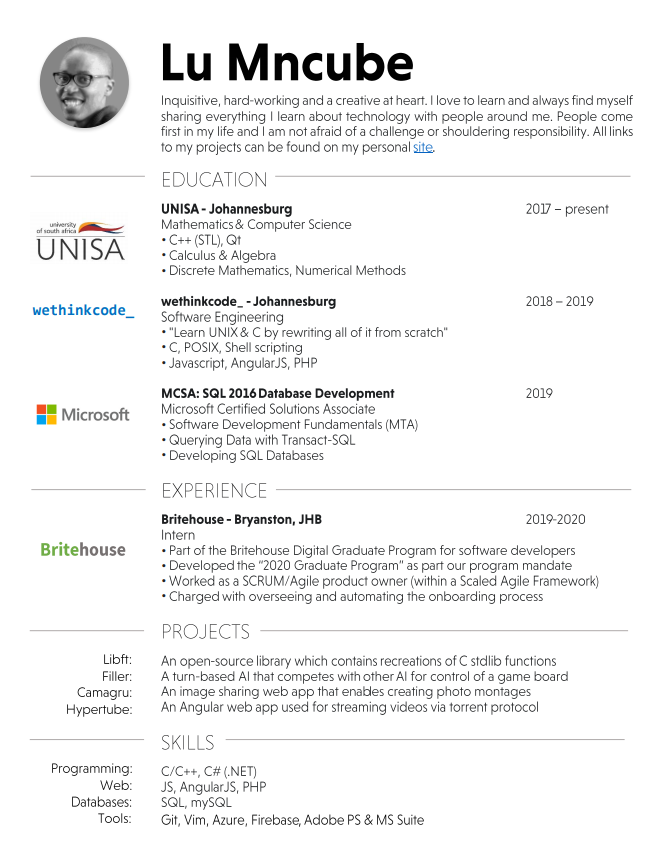 Lu Mncube
Inquisitive, hard-working and a creative at heart. I love to learn and always find myself
sharing everything I learn about technology with people around me. People come
first in my life and I am not afraid of a challenge or shouldering responsibility. All links
to my projects can be found on my personal site.
EDUCATION
university
of south africa
UNISA
UNISA - Johannesburg 2017 – present
Mathematics & Computer Science
• C++ (STL), Qt
• Calculus & Algebra
• Discrete Mathematics, Numerical Methods
wethinkcode_
wethinkcode_ - Johannesburg 2018 – 2019
Software Engineering
• "Learn UNIX & C by rewriting all of it from scratch"
• C, POSIX, Shell scripting
• Javascript, AngularJS, PHP
Microsoft
MCSA: SQL 2016 Database Development 2019
Microsoft Certified Solutions Associate
• Software Development Fundamentals (MTA)
• Querying Data with Transact-SQL
• Developing SQL Databases
EXPERIENCE
Britehouse
Britehouse - Bryanston, JHB 2019-2020
Intern
• Part of the Britehouse Digital Graduate Program for software developers
• Developed the “2020 Graduate Program” as part our program mandate
• Worked as a SCRUM/Agile product owner (within a Scaled Agile Framework)
• Charged with overseeing and automating the onboarding process
PROJECTS
Libft: An open-source library which contains recreations of C stdlib functions
Filler: A turn-based AI that competes with other AI for control of a game board
Camagru: An image sharing web app that enables creating photo montages
Hypertube: An Angular web app used for streaming videos via torrent protocol
SKILLS
Programming: C/C++, C# (.NET)
Web: JS, AngularJS, PHP
Databases: SQL, mySQL
Tools: Git, Vim, Azure, Firebase, Adobe PS & MS Suite